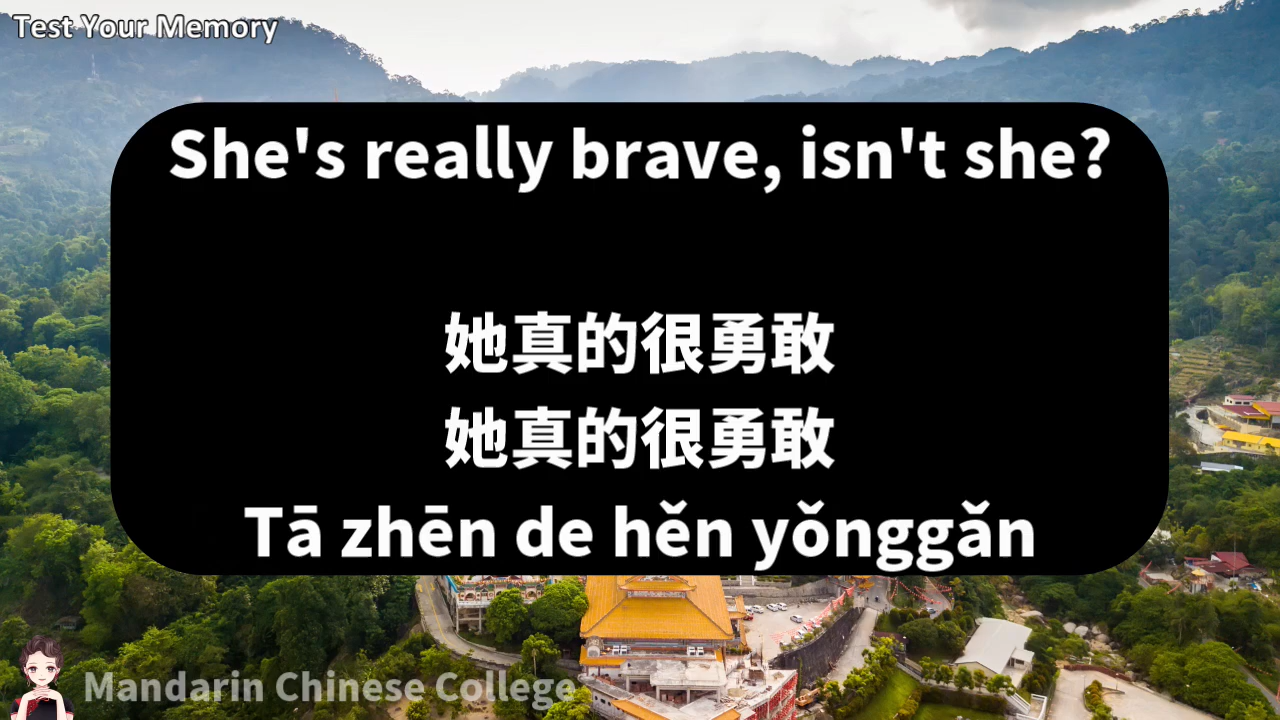 Test Your Memory
She's really brave, isn't she?
她真的很勇敢
她真的很勇敢
Tā zhēn de hěn yǒnggǎn
Mandarin Chinese College